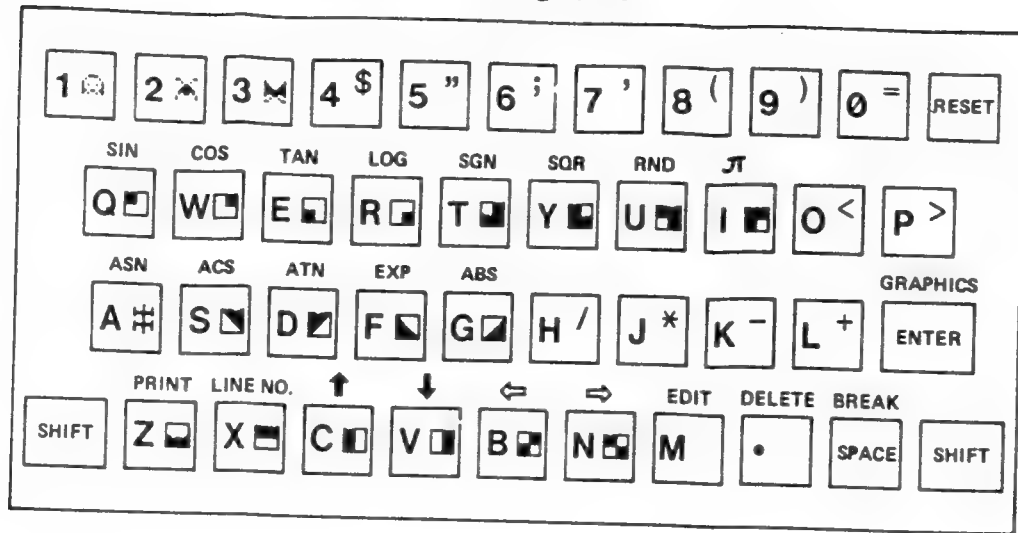 1 2 3 4 $ 5 " 6 ; 7 ' 8 ( 9 ) 0 = RESET
SIN COS TAN LOG SGN SQR RND π
Q W E R T Y U I O < P >
ASN ACS ATN EXP ABS GRAPHICS
A # S D F G H / J * K - L + ENTER
PRINT LINE NO. ↑ ↓ ⇦ ⇨ EDIT DELETE BREAK
SHIFT Z X C V B N M . SPACE SHIFT